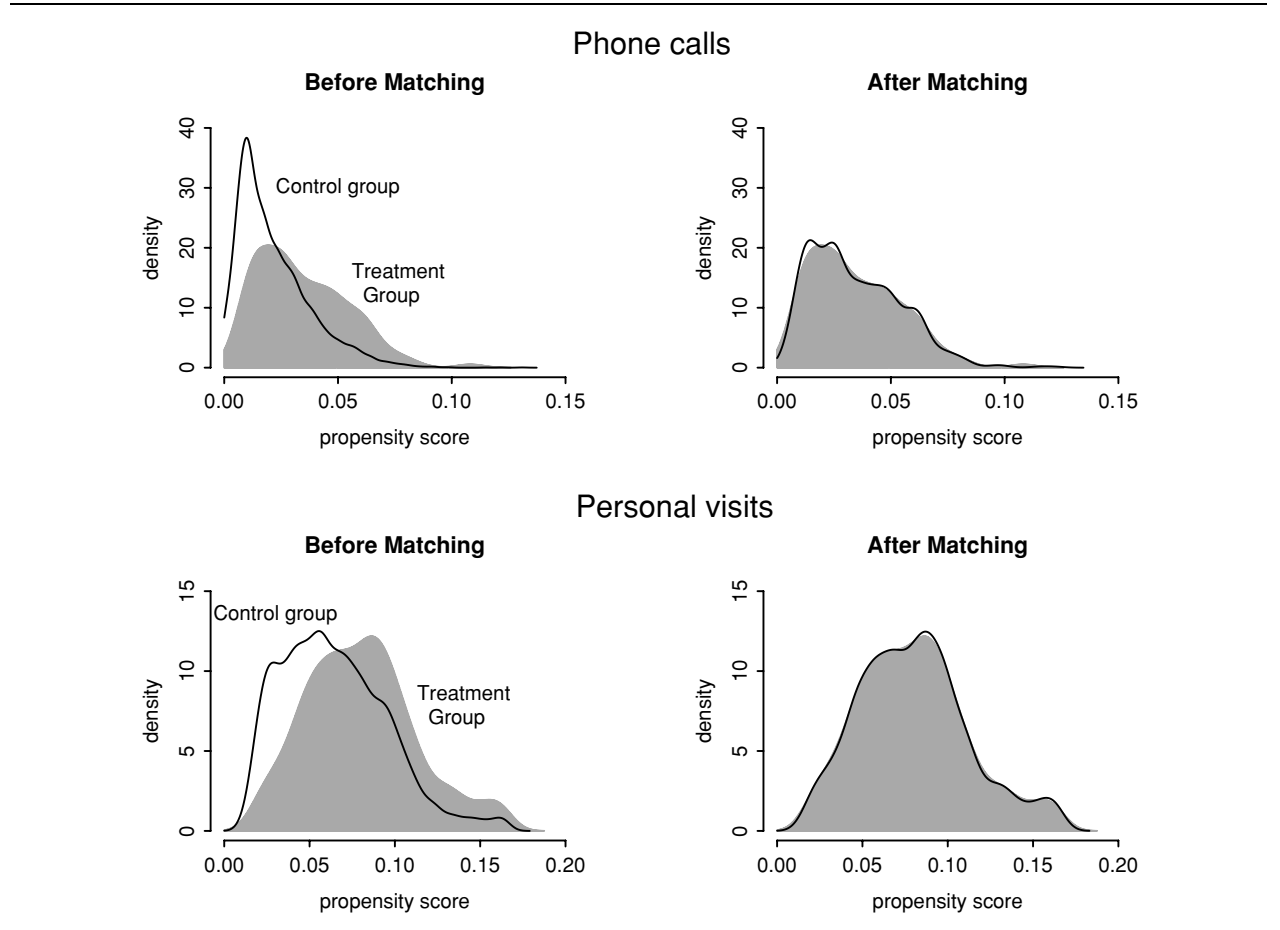 Phone calls
Before Matching
After Matching
density
0
10
20
30
40
Control group
Treatment
Group
0.00
0.05
0.10
0.15
propensity score
density
0
10
20
30
40
0.00
0.05
0.10
0.15
propensity score
Personal visits
Before Matching
After Matching
density
0
5
10
15
Control group
Treatment
Group
0.00
0.05
0.10
0.15
0.20
propensity score
density
0
5
10
15
0.00
0.05
0.10
0.15
0.20
propensity score